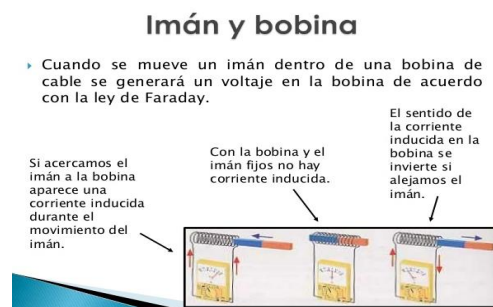 Imán y bobina
Cuando se mueve un imán dentro de una bobina de
cable se generará un voltaje en la bobina de acuerdo
con la ley de Faraday.
Si acercamos el
imán a la bobina
aparece una
corriente inducida
durante el
movimiento del
imán.
Con la bobina y el
imán fijos no hay
corriente inducida.
El sentido de
la corriente
inducida en la
bobina se
invierte si
alejamos el
imán.